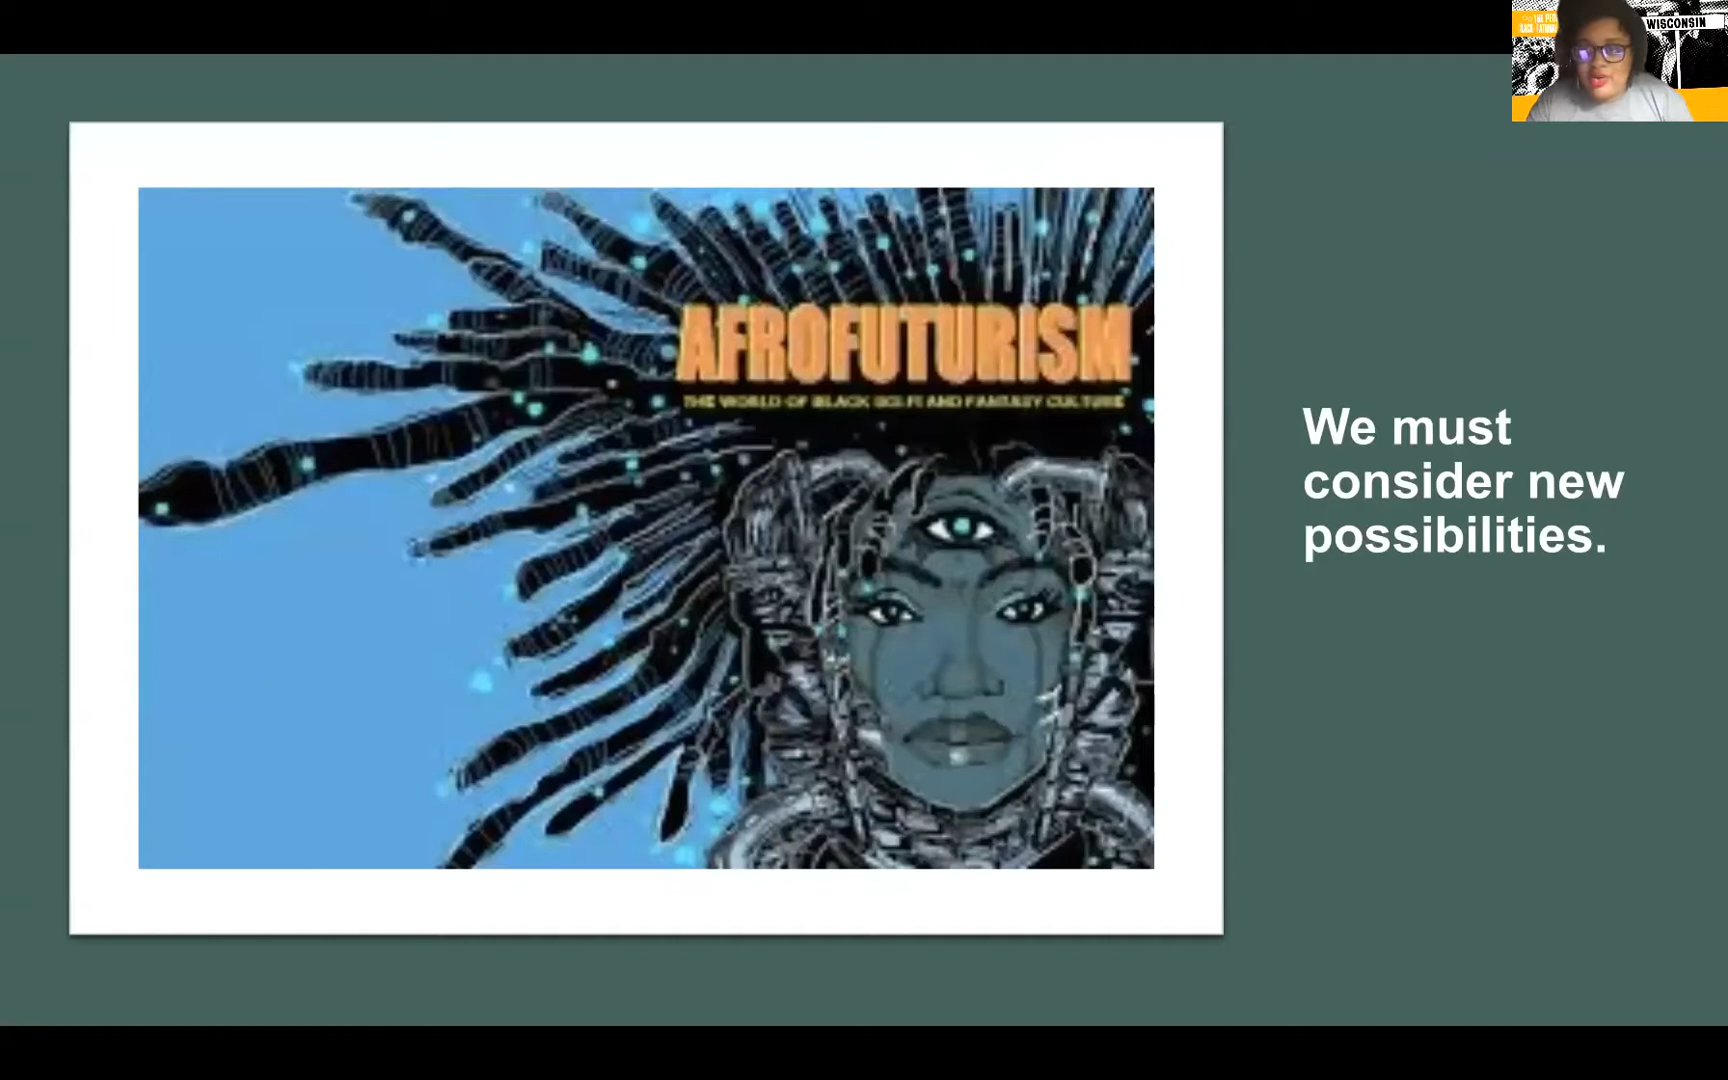 WISCONSIN
AFROFUTURISM
THE WORLD OF BLACK SCI-FI AND FANTASY CULTURE
We must
consider new
possibilities.